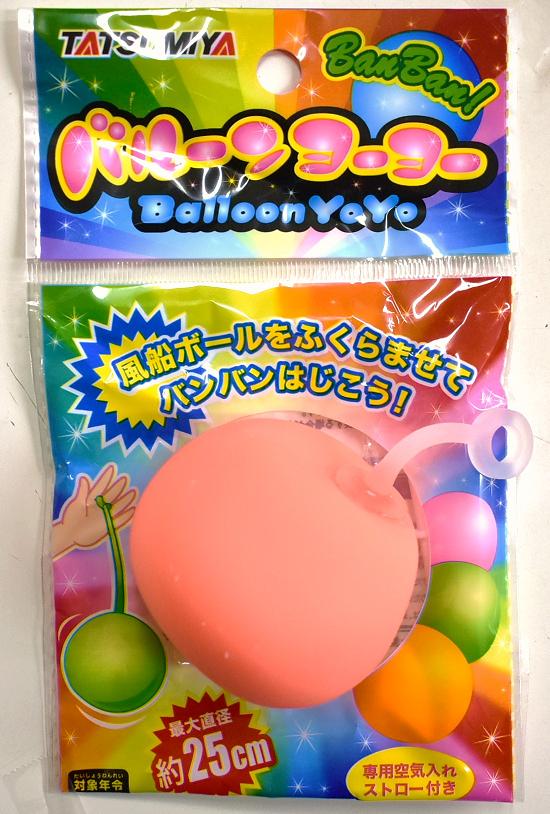 TATSUMIYA
BanBan!
バルーンヨーヨー
Balloon YoYo
風船ボールをふくらませて
バンバンはじこう!
最大直径
約25cm
たいしょうねんれい
対象年令
専用空気入れ
ストロー付き